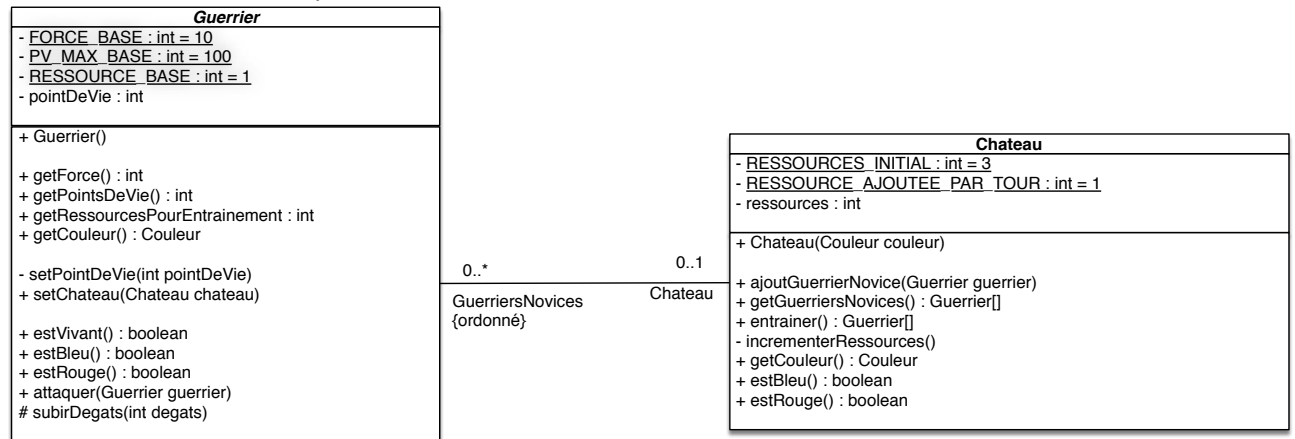 Guerrier
- FORCE_BASE : int = 10
- PV_MAX_BASE : int = 100
- RESSOURCE_BASE : int = 1
- pointDeVie : int
+ Guerrier()
+ getForce() : int
+ getPointsDeVie() : int
+ getRessourcesPourEntrainement : int
+ getCouleur() : Couleur
- setPointDeVie(int pointDeVie)
+ setChateau(Chateau chateau)
+ estVivant() : boolean
+ estBleu() : boolean
+ estRouge() : boolean
+ attaquer(Guerrier guerrier)
# subirDegats(int degats)
0..*
GuerriersNovices
{ordonné}
0..1
Chateau
Chateau
- RESSOURCES_INITIAL : int = 3
- RESSOURCE_AJOUTEE_PAR_TOUR : int = 1
- ressources : int
+ Chateau(Couleur couleur)
+ ajoutGuerrierNovice(Guerrier guerrier)
+ getGuerriersNovices() : Guerrier[]
+ entrainer() : Guerrier[]
- incrementerRessources()
+ getCouleur() : Couleur
+ estBleu() : boolean
+ estRouge() : boolean